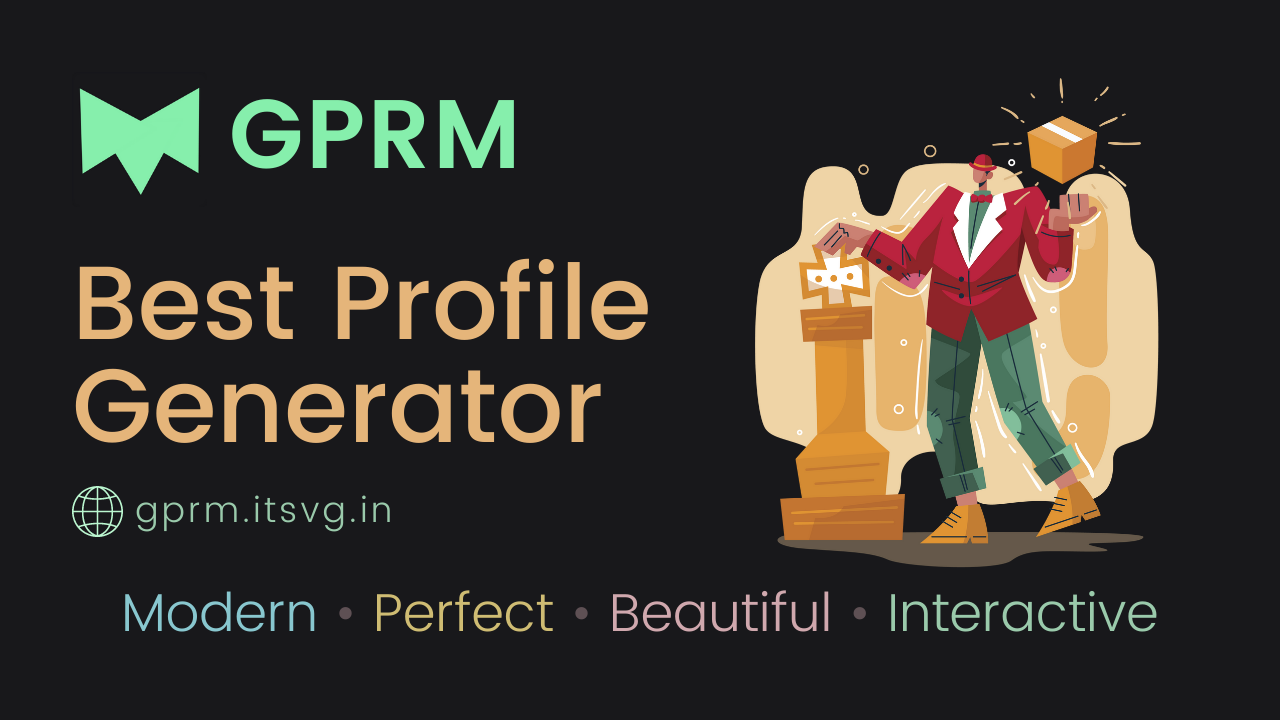 GPRM
Best Profile
Generator
gprm.itsvg.in
Modern • Perfect • Beautiful • Interactive